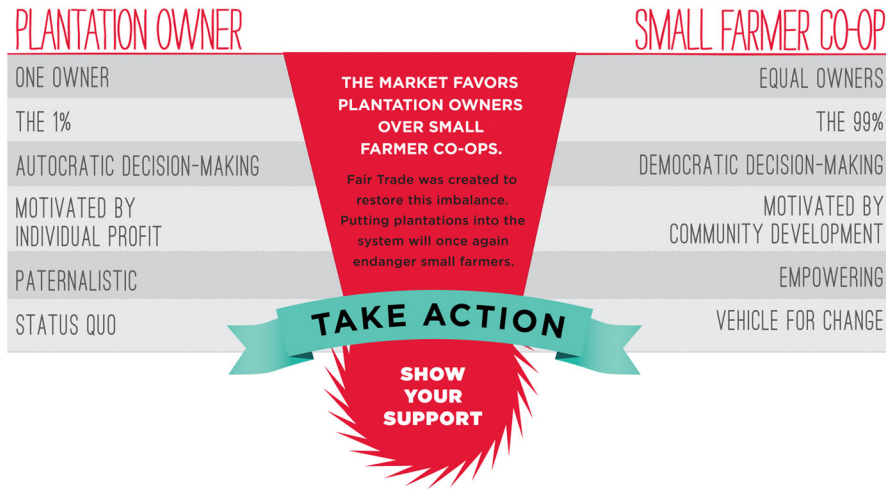 PLANTATION OWNER
SMALL FARMER CO-OP
ONE OWNER
EQUAL OWNERS
THE 1%
THE 99%
AUTOCRATIC DECISION-MAKING
DEMOCRATIC DECISION-MAKING
MOTIVATED BY
INDIVIDUAL PROFIT
MOTIVATED BY
COMMUNITY DEVELOPMENT
PATERNALISTIC
EMPOWERING
STATUS QUO
VEHICLE FOR CHANGE
THE MARKET FAVORS
PLANTATION OWNERS
OVER SMALL
FARMER CO-OPS.
Fair Trade was created to
restore this imbalance.
Putting plantations into the
system will once again
endanger small farmers.
TAKE ACTION
SHOW
YOUR
SUPPORT